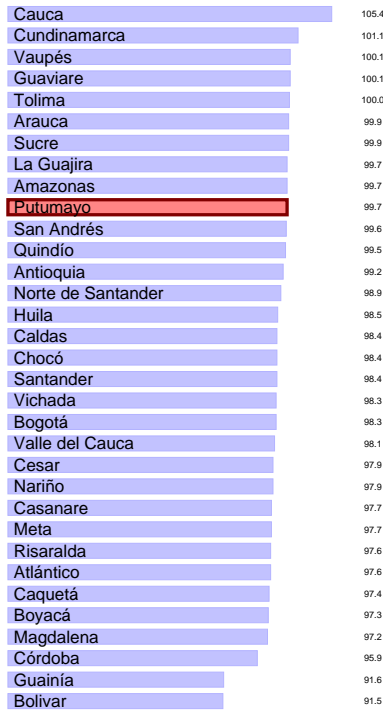 Cauca 105.4
Cundinamarca 101.1
Vaupés 100.1
Guaviare 100.1
Tolima 100.0
Arauca 99.9
Sucre 99.9
La Guajira 99.7
Amazonas 99.7
Putumayo 99.7
San Andrés 99.6
Quindío 99.5
Antioquia 99.2
Norte de Santander 98.9
Huila 98.5
Caldas 98.4
Chocó 98.4
Santander 98.4
Vichada 98.3
Bogotá 98.3
Valle del Cauca 98.1
Cesar 97.9
Nariño 97.9
Casanare 97.7
Meta 97.7
Risaralda 97.6
Atlántico 97.6
Caquetá 97.4
Boyacá 97.3
Magdalena 97.2
Córdoba 95.9
Guainía 91.6
Bolivar 91.5